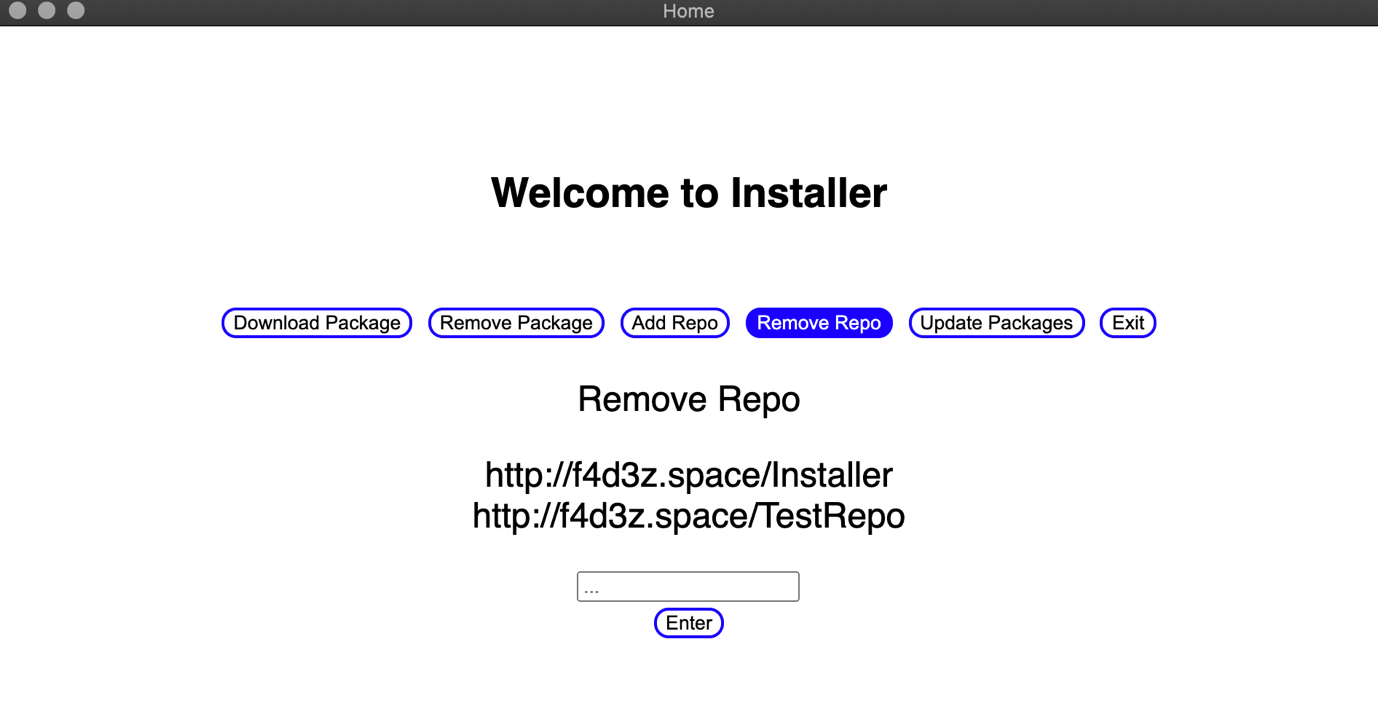 Home
Welcome to Installer
Download Package Remove Package Add Repo Remove Repo Update Packages Exit
Remove Repo
http://f4d3z.space/Installer
http://f4d3z.space/TestRepo
...
Enter